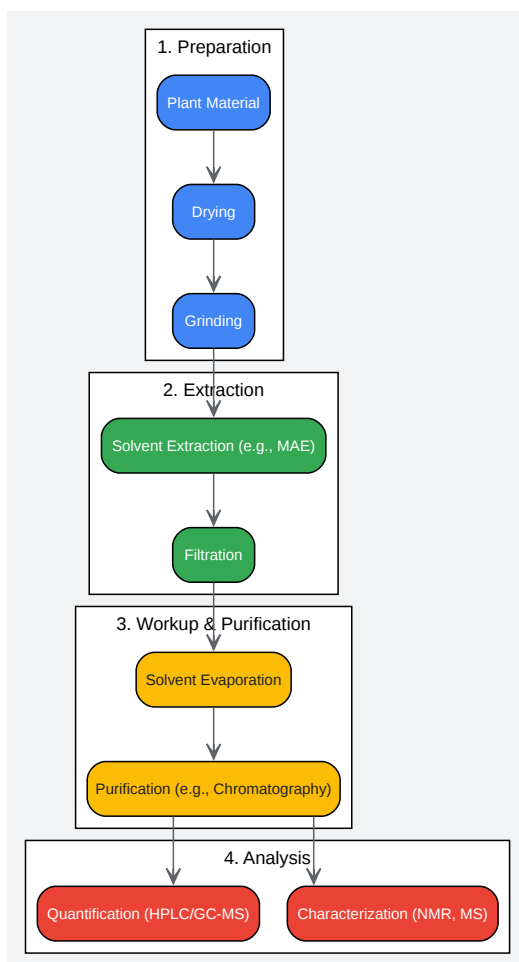 1. Preparation
Plant Material
Drying
Grinding
2. Extraction
Solvent Extraction (e.g., MAE)
Filtration
3. Workup & Purification
Solvent Evaporation
Purification (e.g., Chromatography)
4. Analysis
Quantification (HPLC/GC-MS)
Characterization (NMR, MS)